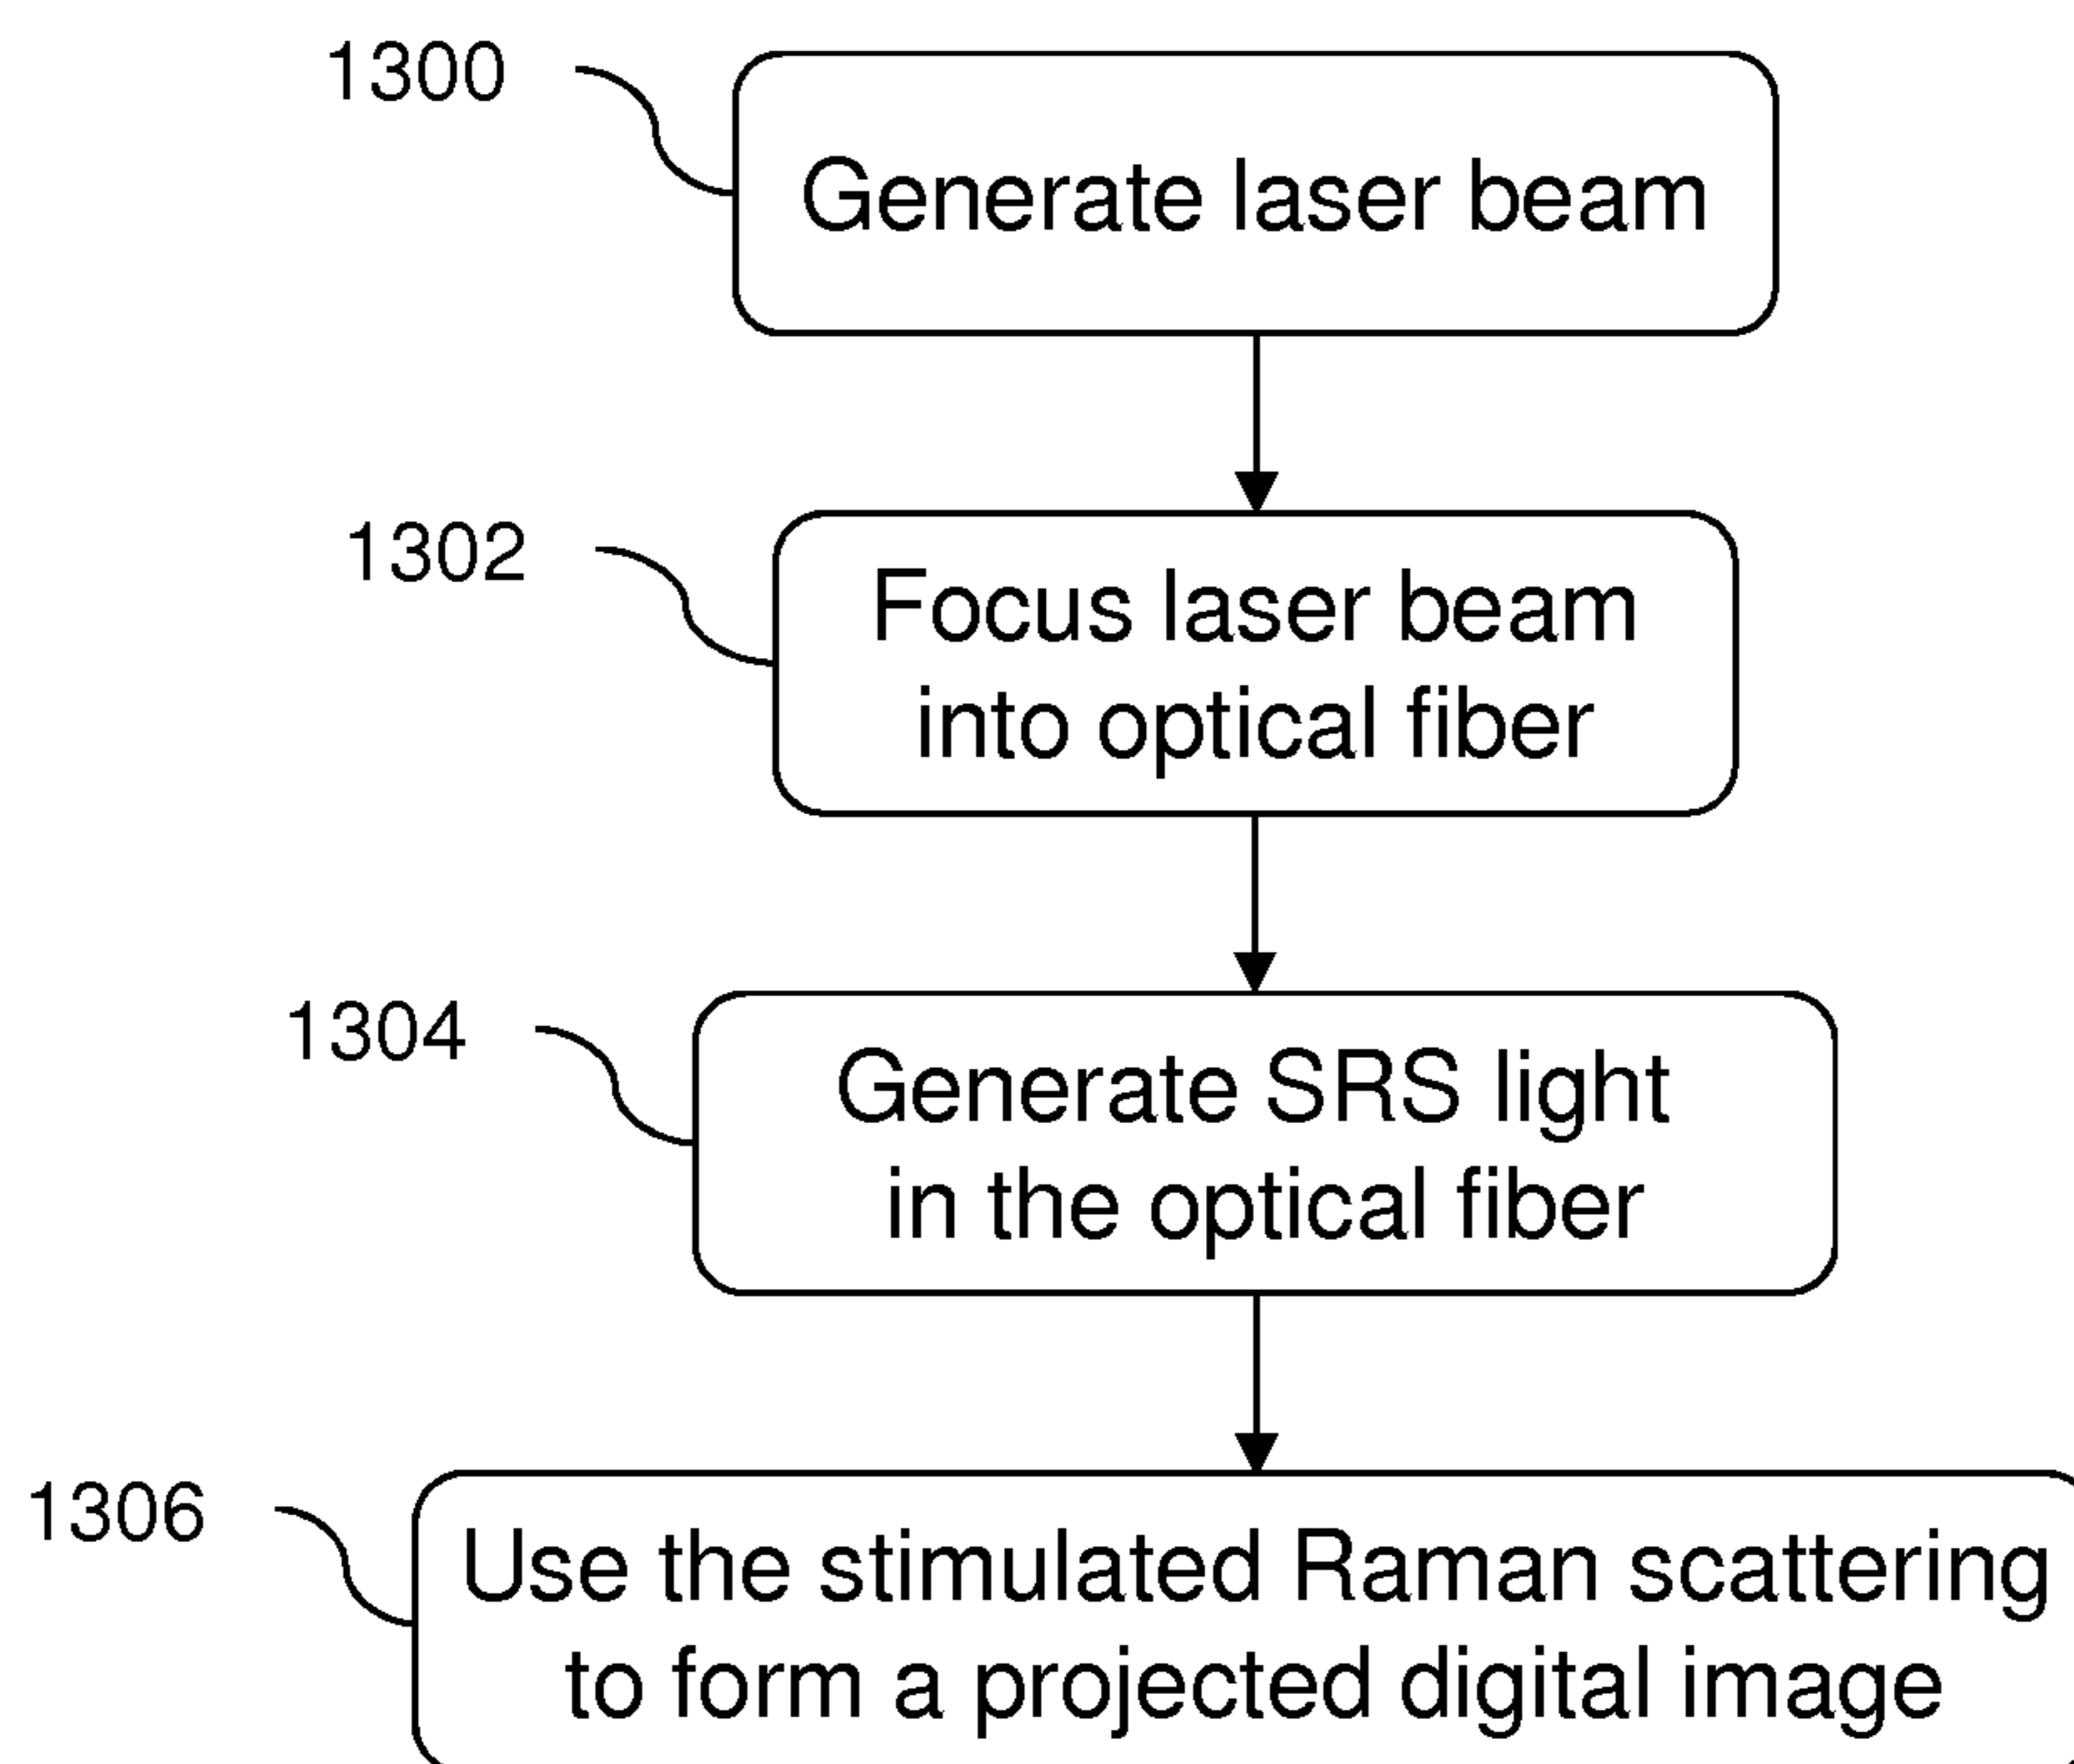 1300
Generate laser beam
1302
Focus laser beam
into optical fiber
1304
Generate SRS light
in the optical fiber
1306
Use the stimulated Raman scattering
to form a projected digital image